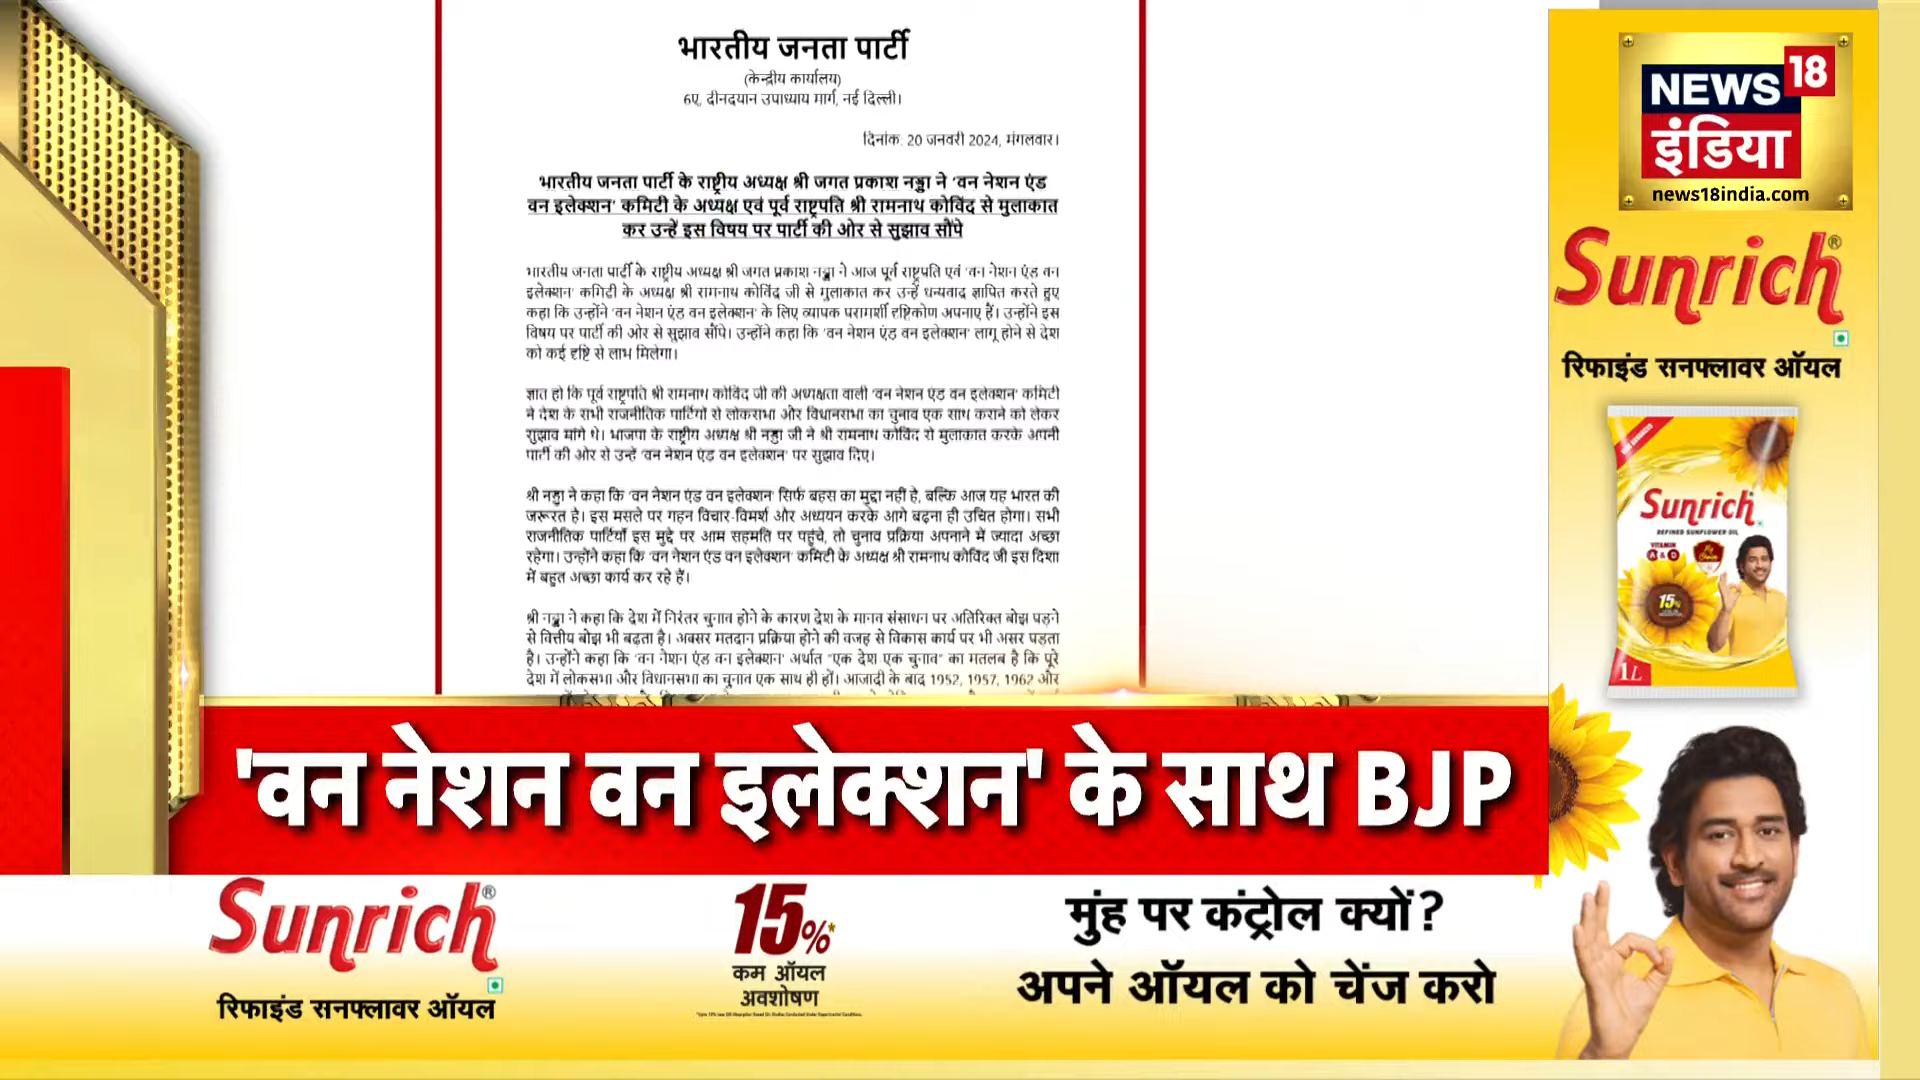 भारतीय जनता पार्टी
(केन्द्रीय कार्यालय)
6ए, दीनदयान उपाध्याय मार्ग, नई दिल्ली।
दिनांक: 20 जनवरी 2024, मंगलवार।
भारतीय जनता पार्टी के राष्ट्रीय अध्यक्ष श्री जगत प्रकाश नड्डा ने ‘वन नेशन एंड
वन इलेक्शन’ कमिटी के अध्यक्ष एवं पूर्व राष्ट्रपति श्री रामनाथ कोविंद से मुलाकात
कर उन्हें इस विषय पर पार्टी की ओर से सुझाव सौंपे
भारतीय जनता पार्टी के राष्ट्रीय अध्यक्ष श्री जगत प्रकाश नड्डा ने आज पूर्व राष्ट्रपति एवं ‘वन नेशन एंड वन
इलेक्शन’ कमिटी के अध्यक्ष श्री रामनाथ कोविंद जी से मुलाकात कर उन्हें धन्यवाद ज्ञापित करते हुए
कहा कि उन्होंने ‘वन नेशन एंड वन इलेक्शन’ के लिए व्यापक परामर्शी दृष्टिकोण अपनाए हैं। उन्होंने इस
विषय पर पार्टी की ओर से सुझाव सौंपे। उन्होंने कहा कि ‘वन नेशन एंड वन इलेक्शन’ लागू होने से देश
को कई दृष्टि से लाभ मिलेगा।
ज्ञात हो कि पूर्व राष्ट्रपति श्री रामनाथ कोविंद जी की अध्यक्षता वाली ‘वन नेशन एंड वन इलेक्शन’ कमिटी
ने देश के सभी राजनीतिक पार्टियों से लोकसभा और विधानसभा का चुनाव एक साथ कराने को लेकर
सुझाव मांगे थे। भाजपा के राष्ट्रीय अध्यक्ष श्री नड्डा जी ने श्री रामनाथ कोविंद से मुलाकात करके अपनी
पार्टी की ओर से उन्हें ‘वन नेशन एंड वन इलेक्शन’ पर सुझाव दिए।
श्री नड्डा ने कहा कि ‘वन नेशन एंड वन इलेक्शन’ सिर्फ बहस का मुद्दा नहीं है, बल्कि आज यह भारत की
जरूरत है। इस मसले पर गहन विचार-विमर्श और अध्ययन करके आगे बढ़ना ही उचित होगा। सभी
राजनीतिक पार्टियाँ इस मुद्दे पर आम सहमति पर पहुंचे, तो चुनाव प्रक्रिया अपनाने में ज्यादा अच्छा
रहेगा। उन्होंने कहा कि ‘वन नेशन एंड वन इलेक्शन’ कमिटी के अध्यक्ष श्री रामनाथ कोविंद जी इस दिशा
में बहुत अच्छा कार्य कर रहे हैं।
श्री नड्डा ने कहा कि देश में निरंतर चुनाव होने के कारण देश के मानव संसाधन पर अतिरिक्त बोझ पड़ने
से वित्तीय बोझ भी बढ़ता है। अक्सर मतदान प्रक्रिया होने की वजह से विकास कार्य पर भी असर पड़ता
है। उन्होंने कहा कि ‘वन नेशन एंड वन इलेक्शन’ अर्थात “एक देश एक चुनाव” का मतलब है कि पूरे
देश में लोकसभा और विधानसभा का चुनाव एक साथ ही हों। आजादी के बाद 1952, 1957, 1962 और
'वन नेशन वन इलेक्शन' के साथ BJP
NEWS 18
इंडिया
news18india.com
Sunrich®
रिफाइंड सनफ्लावर ऑयल
Sunrich
REFINED SUNFLOWER OIL
VITAMIN
A & D
15%
1L
Sunrich®
रिफाइंड सनफ्लावर ऑयल
15%*
कम ऑयल
अवशोषण
मुंह पर कंट्रोल क्यों?
अपने ऑयल को चेंज करो